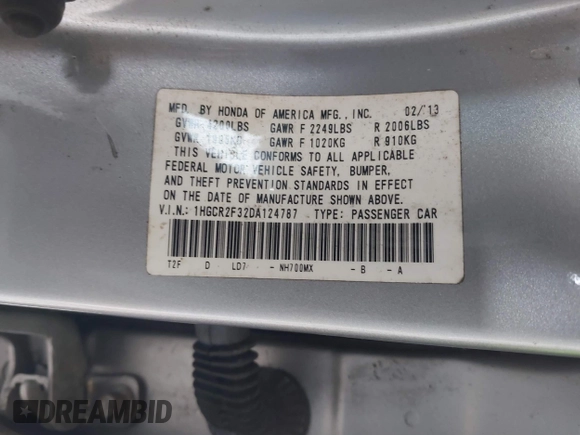 MFD. BY HONDA OF AMERICA MFG., INC. 02/13
LBS GAWR F 2249LBS R 2006LBS
GAWR F 1020KG R 910KG
THIS VEHICLE CONFORMS TO ALL APPLICABLE
FEDERAL MOTOR VEHICLE SAFETY, BUMPER,
AND THEFT PREVENTION STANDARDS IN EFFECT
ON THE DATE OF MANUFACTURE SHOWN ABOVE.
V.I.N.: 1HGCR2F32DA124787 TYPE: PASSENGER CAR
T2F D LD7 - NH700MX - B - A
DREAMBID